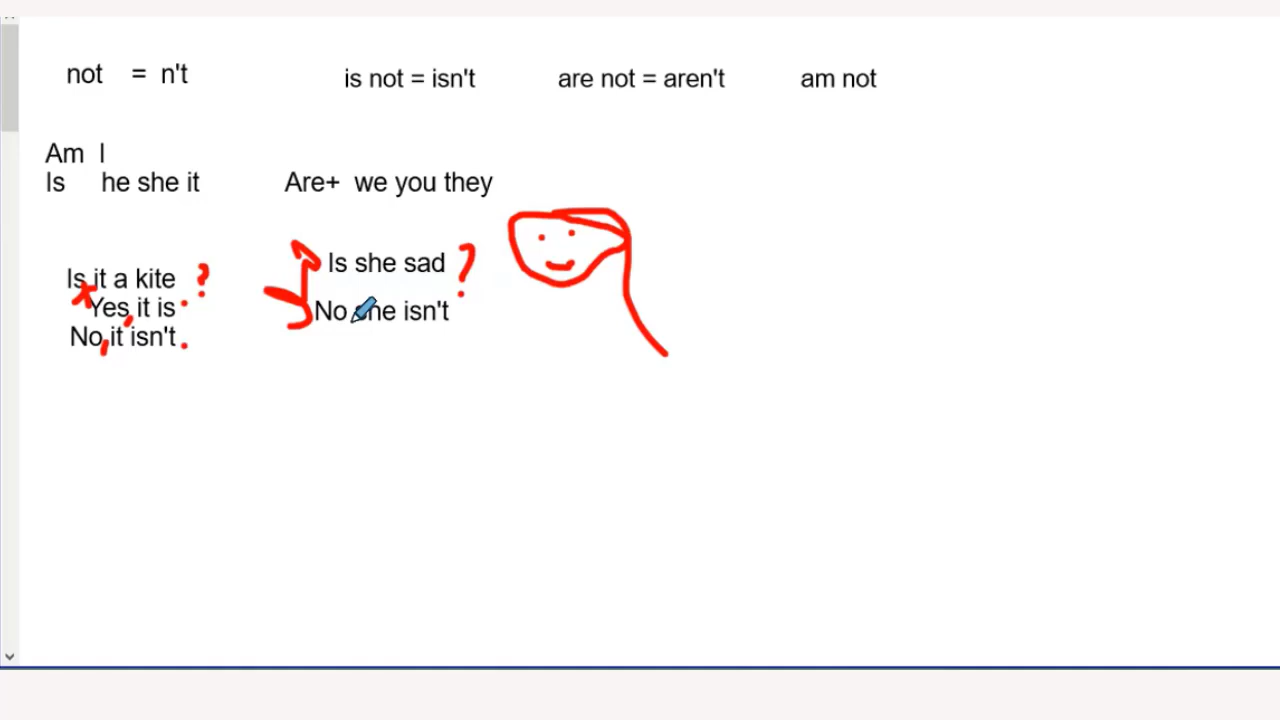 not = n't is not = isn't are not = aren't am not
Am I
Is he she it Are+ we you they
Is it a kite ?
Yes, it is.
No, it isn't.
Is she sad ?
No she isn't